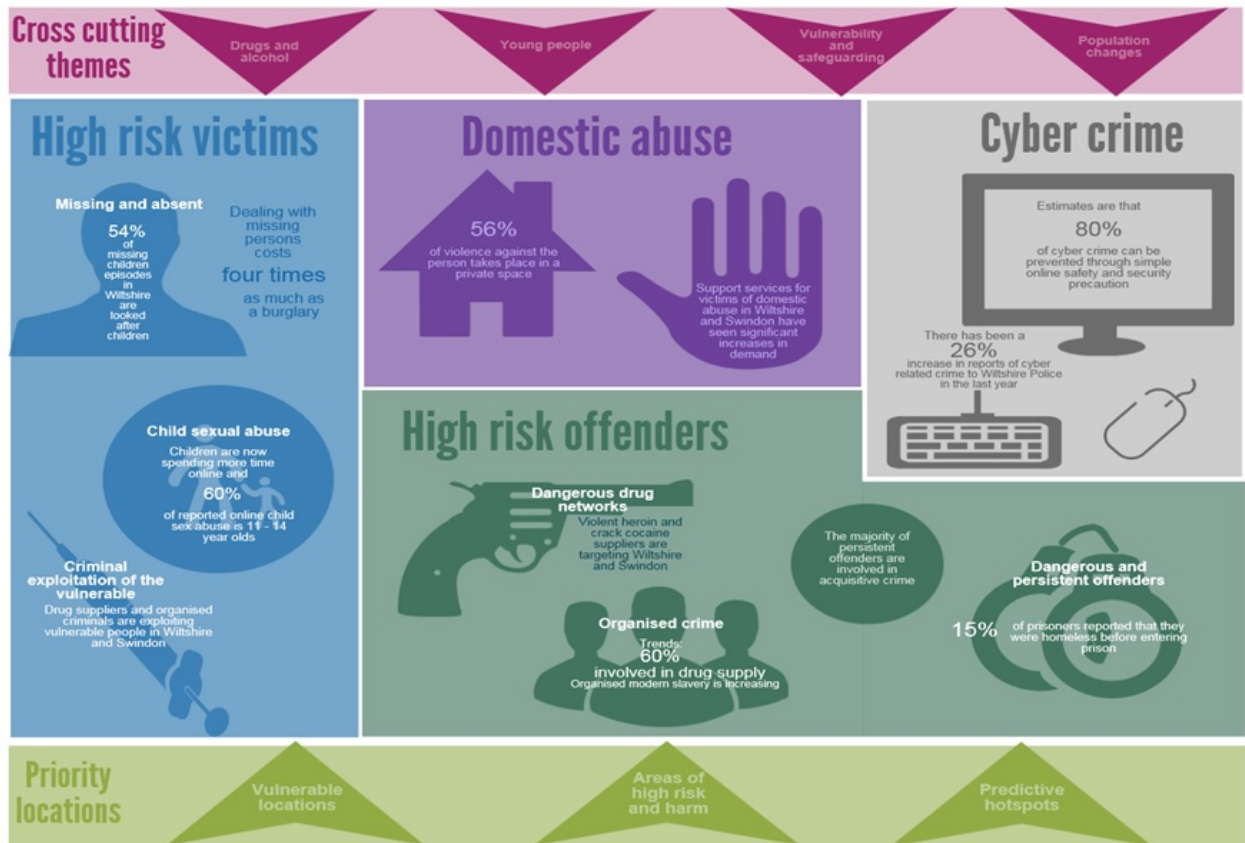 Cross cutting
themes
Drugs and
alcohol
Young people
Vulnerability
and
safeguarding
Population
changes
High risk victims
Missing and absent
54%
of
missing
children
episodes
in
Wiltshire
are
looked
after
children
Dealing with
missing
persons
costs
four times
as much as
a burglary
Child sexual abuse
Children are now
spending more time
online and
60%
of reported online child
sex abuse is 11 - 14
year olds
Criminal
exploitation of the
vulnerable
Drug suppliers and organised
criminals are exploiting
vulnerable people in Wiltshire
and Swindon
Domestic abuse
56%
of violence against the
person takes place in a
private space
Support services for
victims of domestic
abuse in Wiltshire
and Swindon have
seen significant
increases in
demand
Cyber crime
Estimates are that
80%
of cyber crime can be
prevented through simple
online safety and security
precaution
There has been a
26%
increase in reports of cyber
related crime to Wiltshire Police
in the last year
High risk offenders
Dangerous drug
networks
Violent heroin and
crack cocaine
suppliers are
targeting Wiltshire
and Swindon
Organised crime
Trends:
60%
involved in drug supply
Organised modern slavery is increasing
The majority of
persistent
offenders are
involved in
acquisitive crime
Dangerous and
persistent offenders
15%
of prisoners reported that they
were homeless before entering
prison
Priority
locations
Vulnerable
locations
Areas of
high risk
and harm
Predictive
hotspots